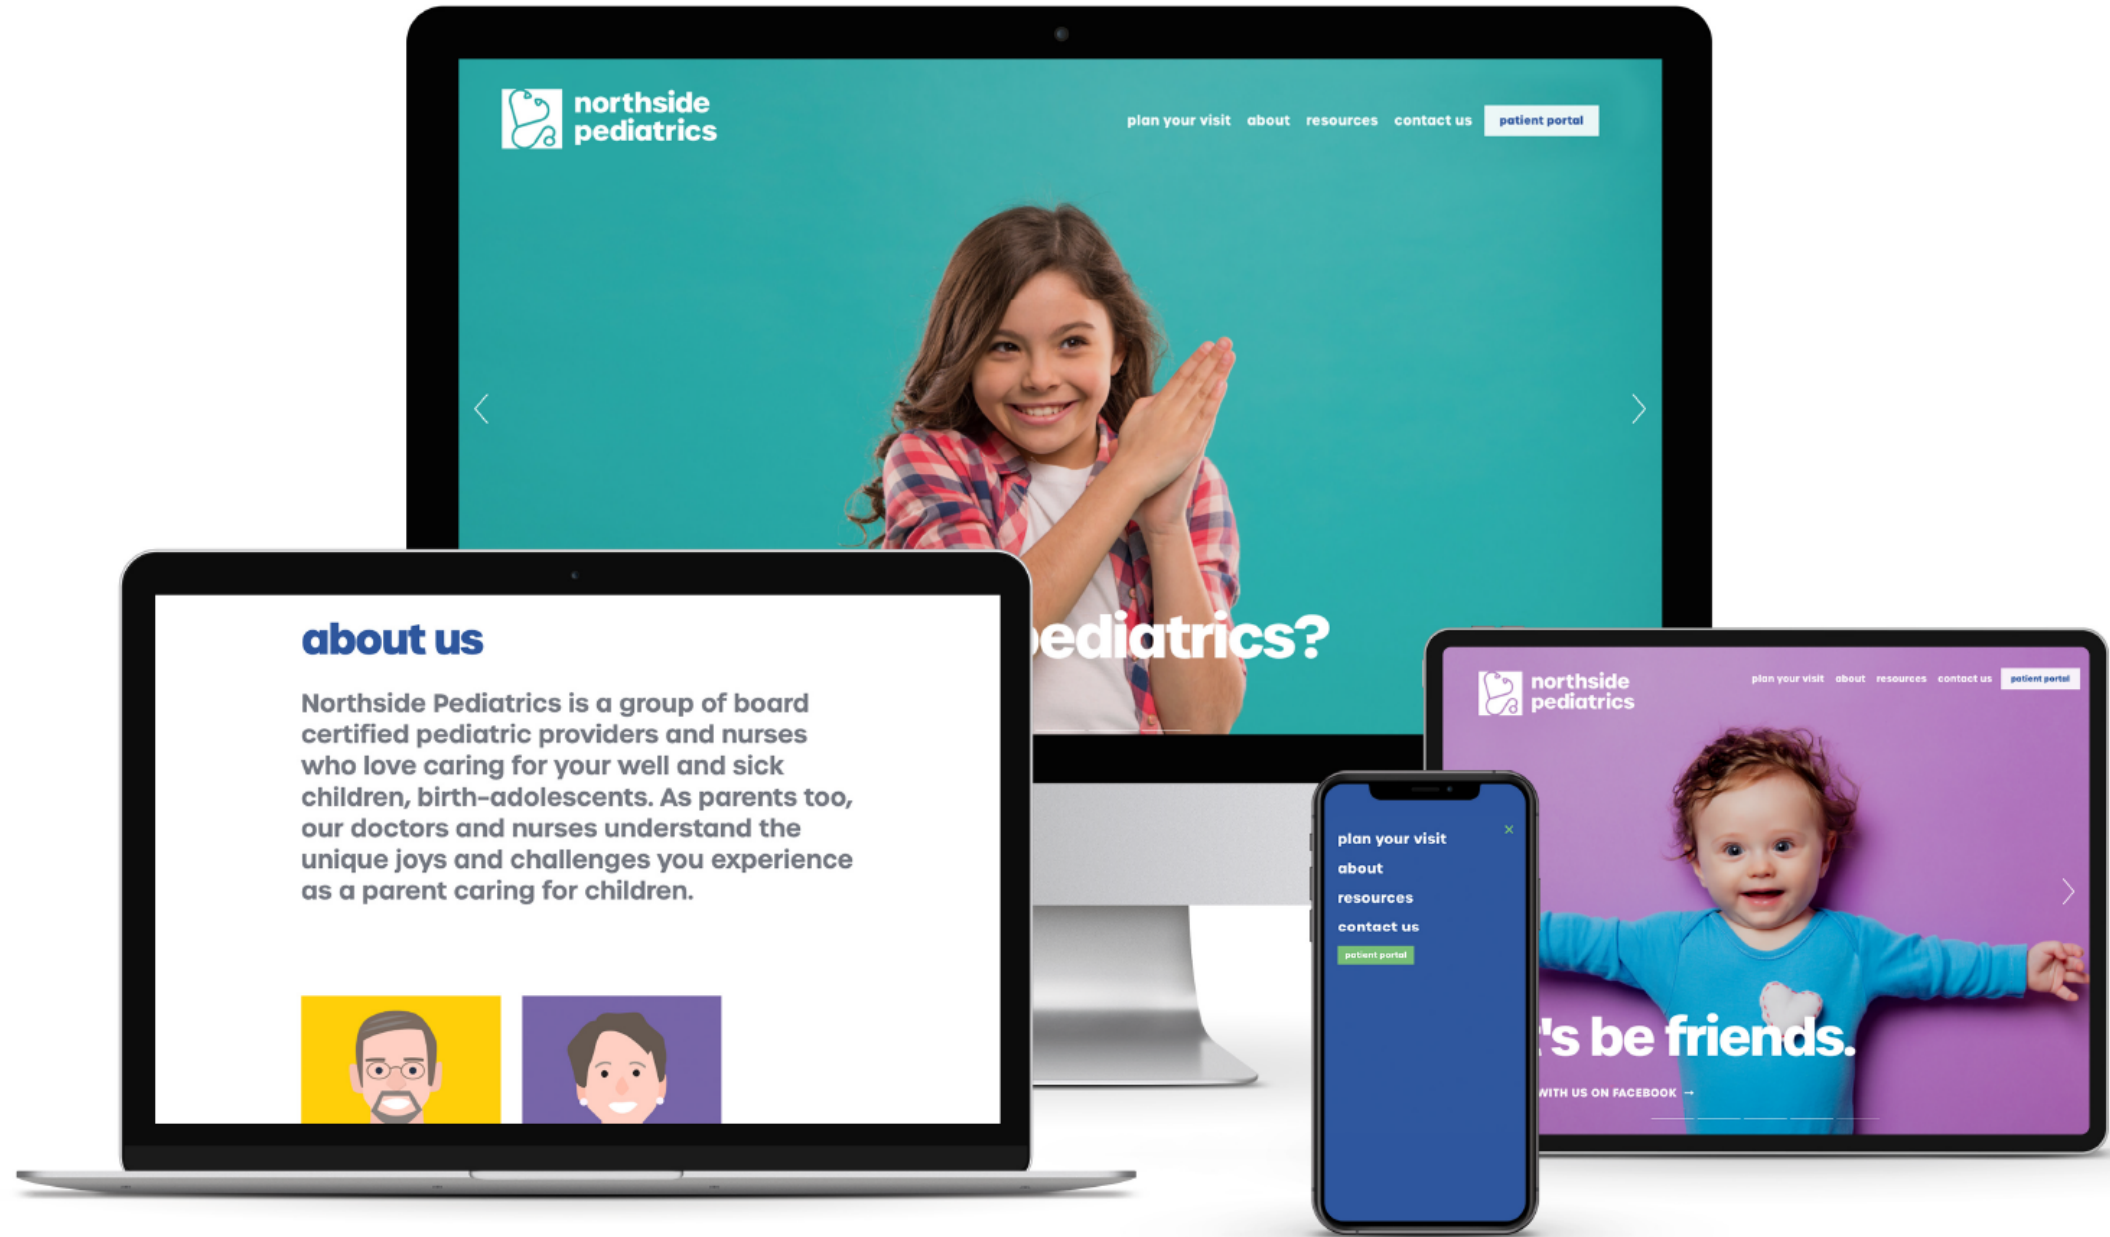 northside
pediatrics
plan your visit about resources contact us patient portal
pediatrics?
about us
Northside Pediatrics is a group of board
certified pediatric providers and nurses
who love caring for your well and sick
children, birth-adolescents. As parents too,
our doctors and nurses understand the
unique joys and challenges you experience
as a parent caring for children.
plan your visit
about
resources
contact us
patient portal
northside
pediatrics
plan your visit about resources contact us patient portal
's be friends.
WITH US ON FACEBOOK →